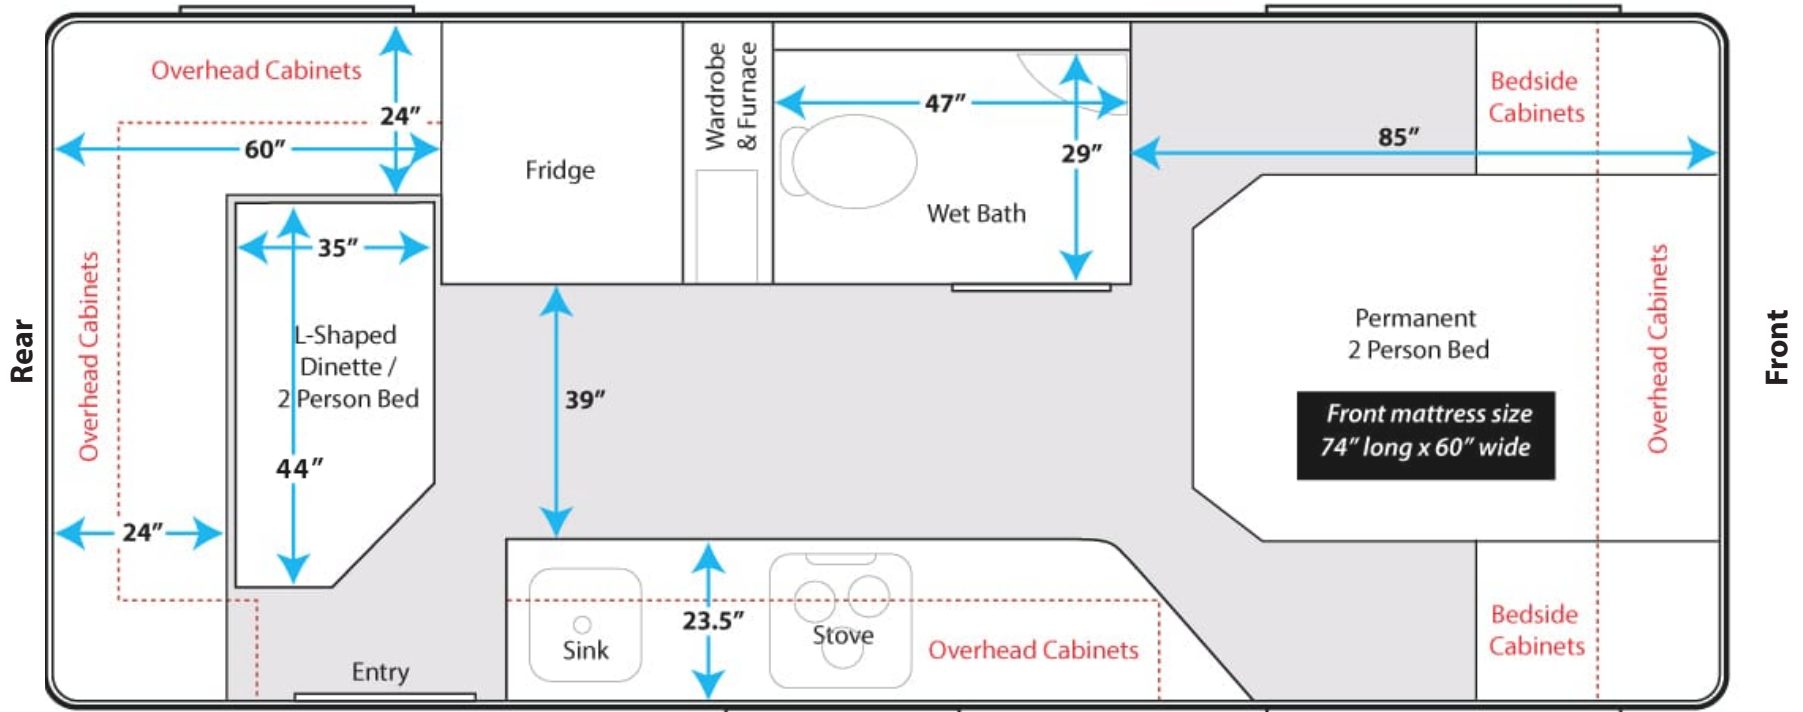 Overhead Cabinets
24”
60”
Fridge
Wardrobe
& Furnace
47”
29”
Wet Bath
85”
Bedside
Cabinets
Rear
Overhead Cabinets
35”
L-Shaped
Dinette /
2 Person Bed
44”
24”
39”
Permanent
2 Person Bed
Front mattress size
74” long x 60” wide
Overhead Cabinets
Front
Entry
Sink
23.5”
Stove
Overhead Cabinets
Bedside
Cabinets